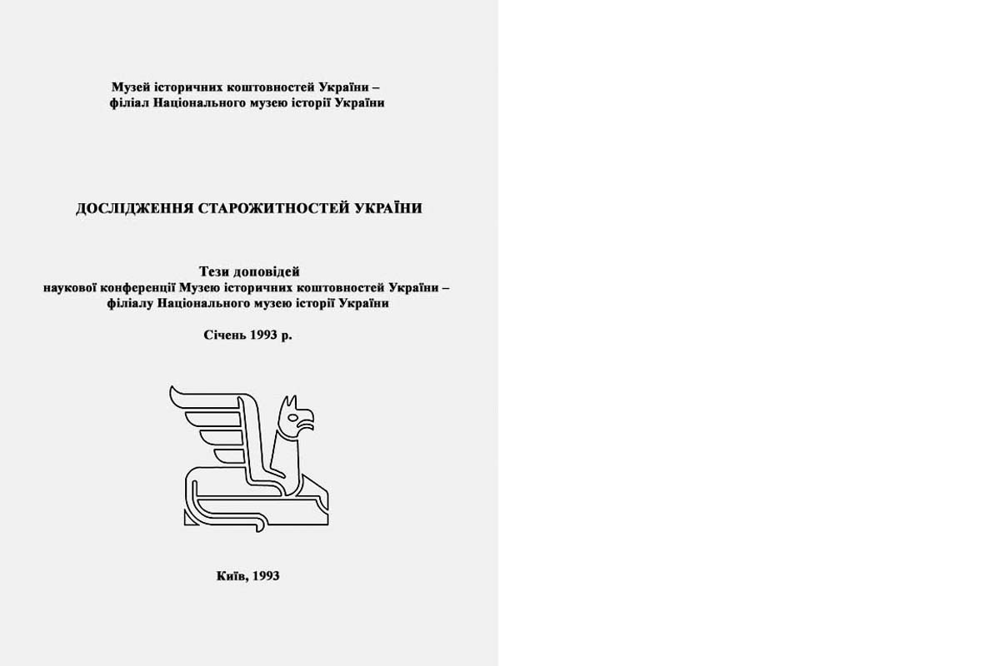 Музей історичних коштовностей України –
філіал Національного музею історії України
ДОСЛІДЖЕННЯ СТАРОЖИТНОСТЕЙ УКРАЇНИ
Тези доповідей
наукової конференції Музею історичних коштовностей України –
філіалу Національного музею історії України
Січень 1993 р.
Київ, 1993